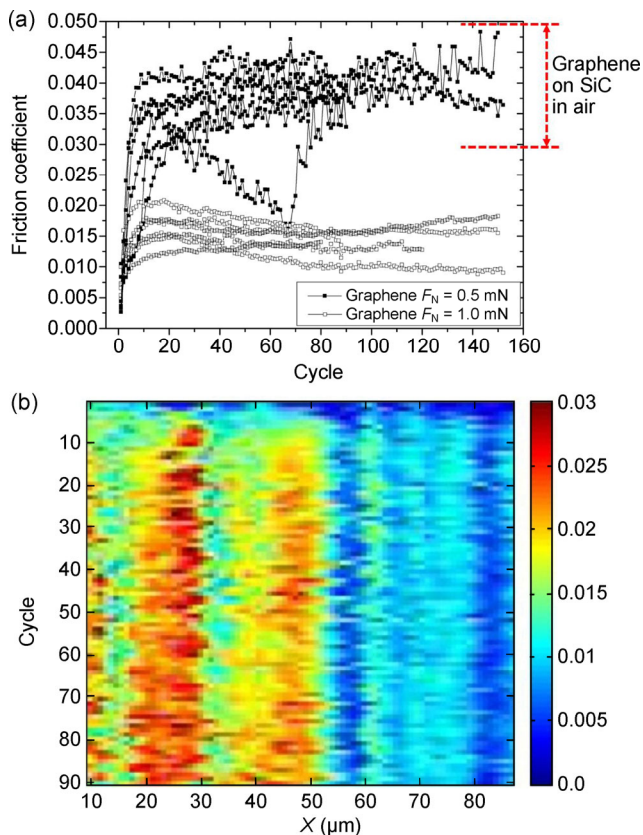 (a)
0.050
0.045
0.040
0.035
0.030
0.025
0.020
0.015
0.010
0.005
0.000
Friction coefficient
0 20 40 60 80 100 120 140 160
Cycle
Graphene F_N = 0.5 mN
Graphene F_N = 1.0 mN
Graphene
on SiC
in air
(b)
10
20
30
40
50
60
70
80
90
Cycle
10 20 30 40 50 60 70 80
X (μm)
0.03
0.025
0.02
0.015
0.01
0.005
0.0